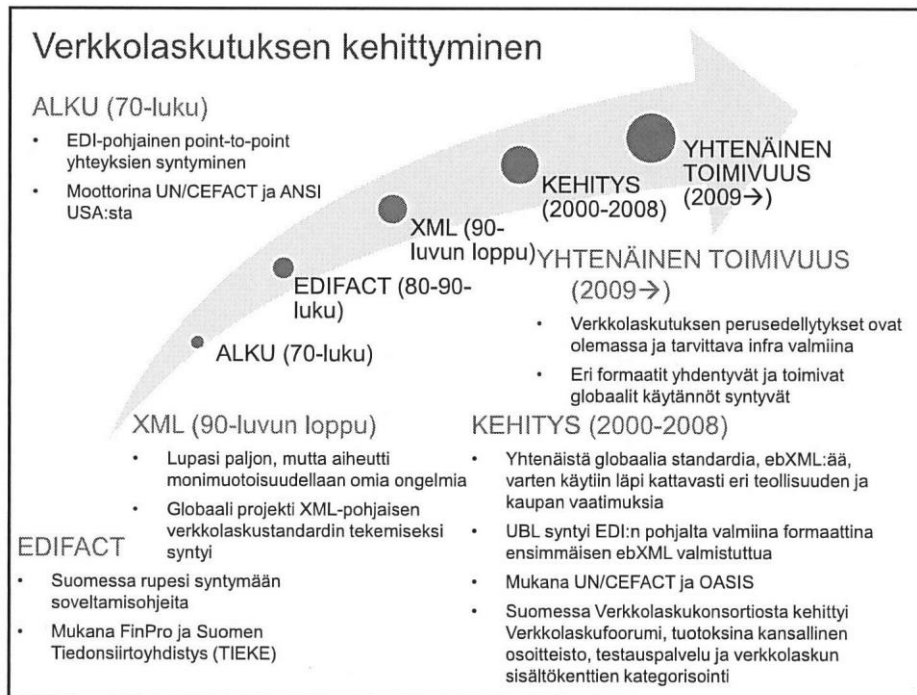 Verkkolaskutuksen kehittyminen
ALKU (70-luku)
• EDI-pohjainen point-to-point
yhteyksien syntyminen
• Moottorina UN/CEFACT ja ANSI
USA:sta
YHTENÄINEN
TOIMIVUUS
(2009→)
KEHITYS
(2000-2008)
XML (90-
luvun loppu)
EDIFACT (80-90-
luku)
ALKU (70-luku)
YHTENÄINEN TOIMIVUUS
(2009→)
• Verkkolaskutuksen perusedellytykset ovat
olemassa ja tarvittava infra valmiina
• Eri formaatit yhdentyvät ja toimivat
globaalit käytännöt syntyvät
XML (90-luvun loppu)
• Lupasi paljon, mutta aiheutti
monimuotoisuudellaan omia ongelmia
• Globaali projekti XML-pohjaisen
verkkolaskustandardin tekemiseksi
syntyi
EDIFACT
• Suomessa rupesi syntymään
soveltamisohjeita
• Mukana FinPro ja Suomen
Tiedonsiirtoyhdistys (TIEKE)
KEHITYS (2000-2008)
• Yhtenäistä globaalia standardia, ebXML:ää,
varten käytiin läpi kattavasti eri teollisuuden ja
kaupan vaatimuksia
• UBL syntyi EDI:n pohjalta valmiina formaattina
ensimmäisen ebXML valmistuttua
• Mukana UN/CEFACT ja OASIS
• Suomessa Verkkolaskukonsortiosta kehittyi
Verkkolaskufoorumi, tuotoksina kansallinen
osoitteisto, testauspalvelu ja verkkolaskun
sisältökenttien kategorisointi